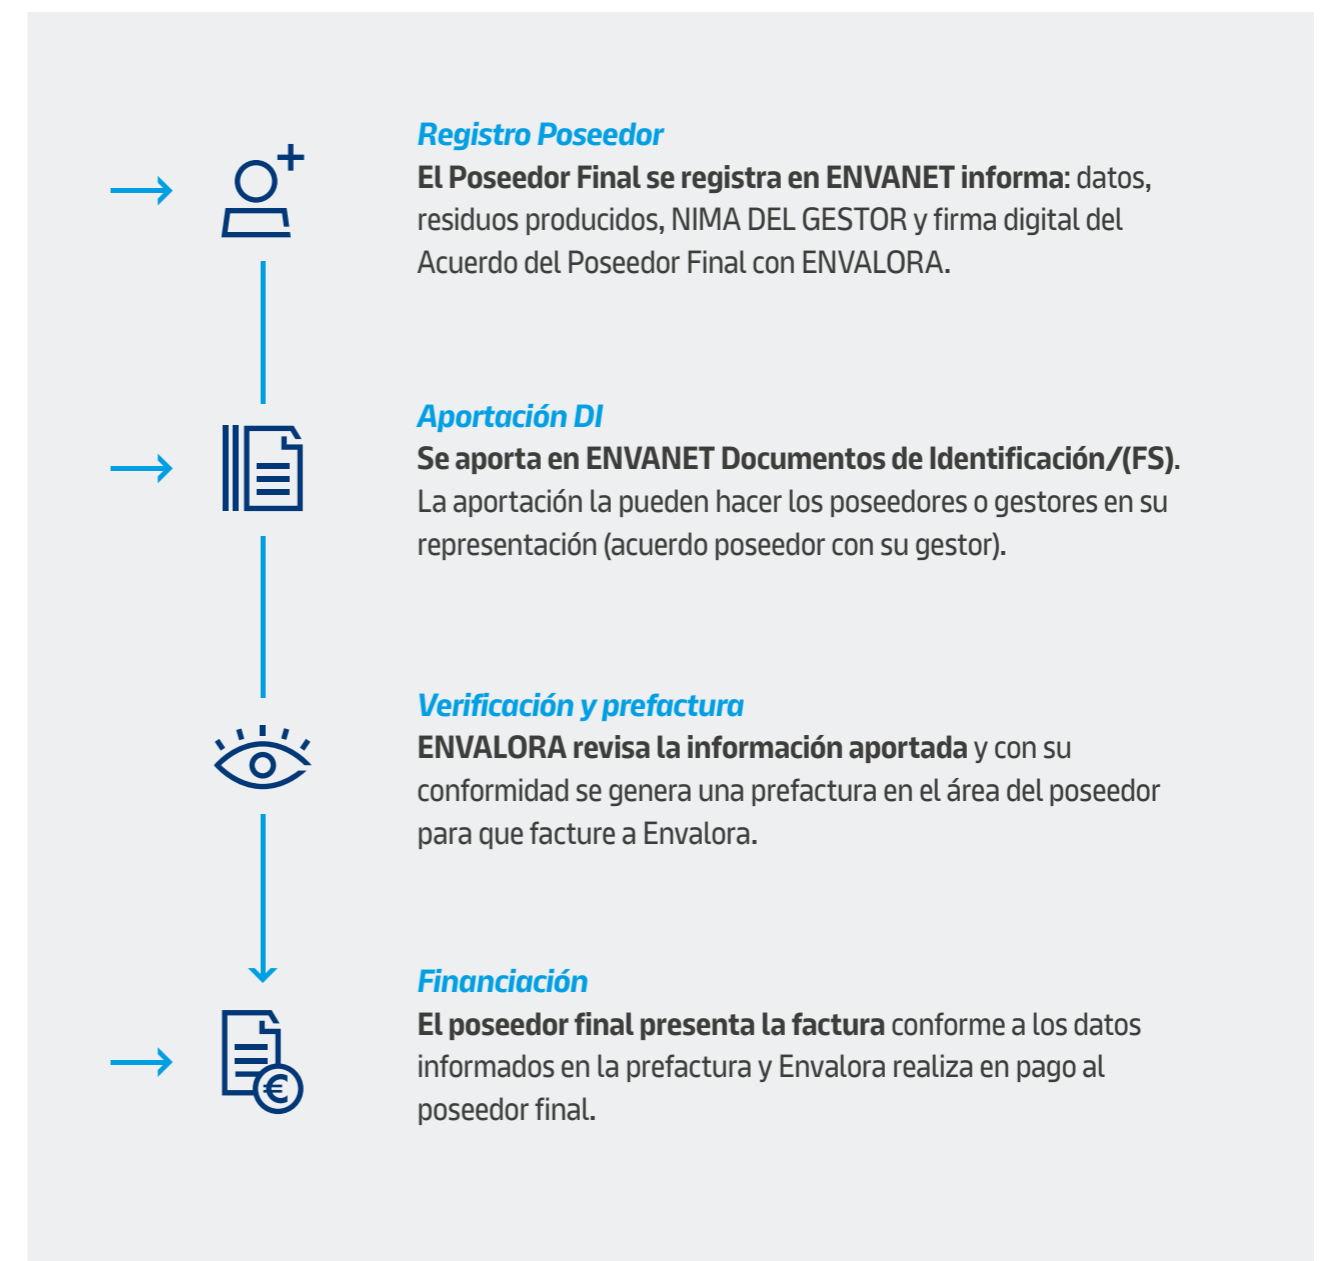 Registro Poseedor
El Poseedor Final se registra en ENVANET informa: datos,
residuos producidos, NIMA DEL GESTOR y firma digital del
Acuerdo del Poseedor Final con ENVALORA.
Aportación DI
Se aporta en ENVANET Documentos de Identificación/(FS).
La aportación la pueden hacer los poseedores o gestores en su
representación (acuerdo poseedor con su gestor).
Verificación y prefactura
ENVALORA revisa la información aportada y con su
conformidad se genera una prefactura en el área del poseedor
para que facture a Envalora.
Financiación
El poseedor final presenta la factura conforme a los datos
informados en la prefactura y Envalora realiza en pago al
poseedor final.